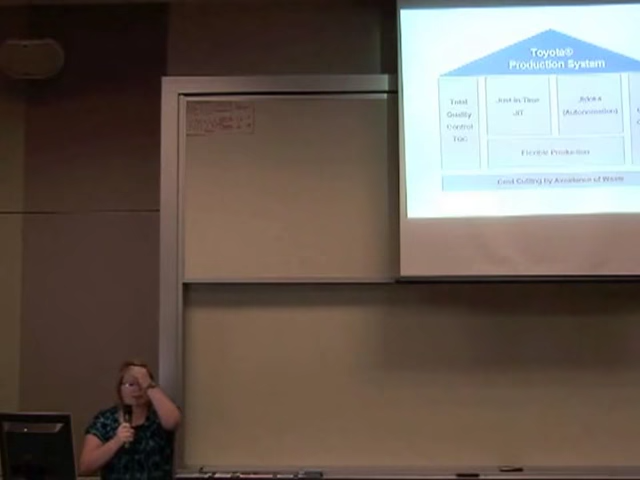 Toyota®
Production System
Total
Quality
Control
TQC
Just-In-Time
JIT
Jidoka
(Autonomation)
Flexible Production
Cost Cutting by Avoidance of Waste